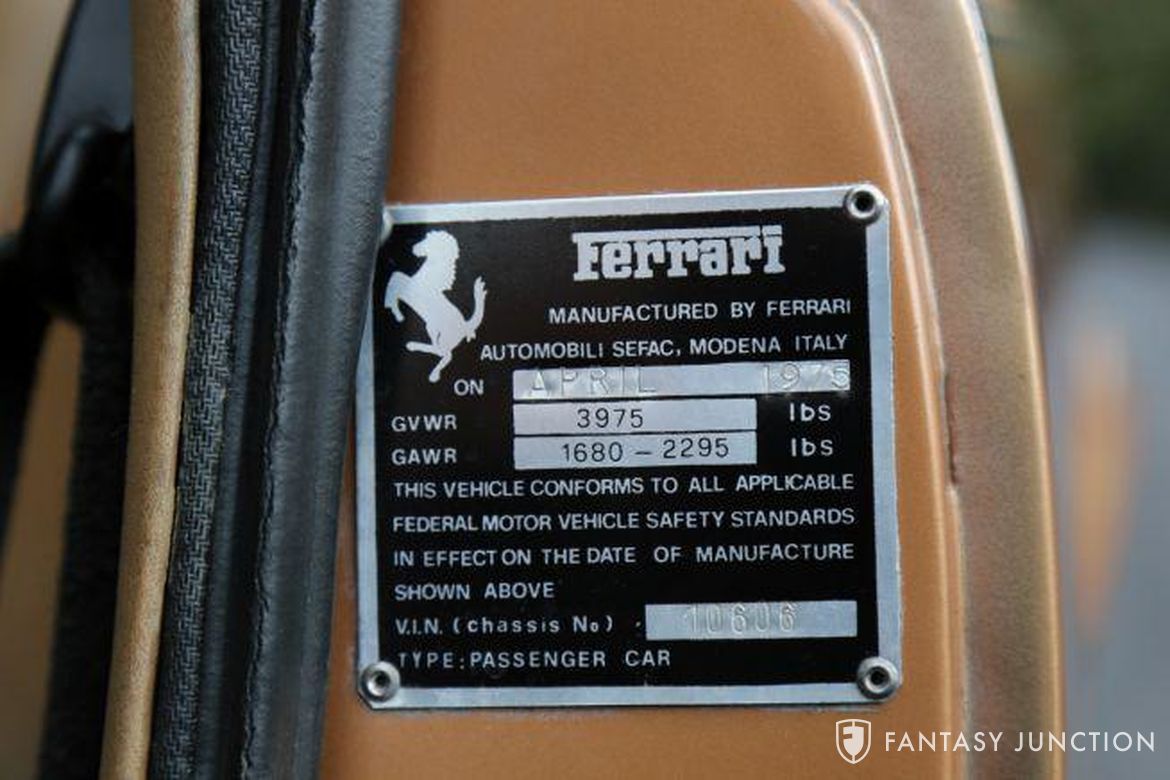 Ferrari
MANUFACTURED BY FERRARI
AUTOMOBILI SEFAC, MODENA ITALY
ON APRIL 1975
GVWR 3975 lbs
GAWR 1680 – 2295 lbs
THIS VEHICLE CONFORMS TO ALL APPLICABLE
FEDERAL MOTOR VEHICLE SAFETY STANDARDS
IN EFFECT ON THE DATE OF MANUFACTURE
SHOWN ABOVE
V.I.N. (chassis No) . 10606
TYPE: PASSENGER CAR
FANTASY JUNCTION